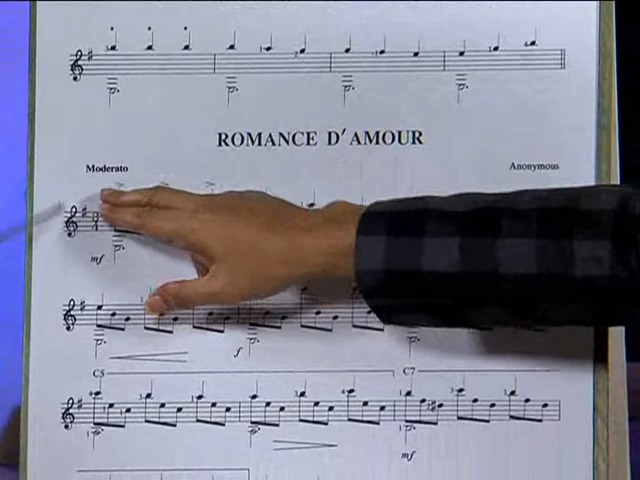 ROMANCE D'AMOUR
Moderato
Anonymous
mf
f
C5 C7
mf